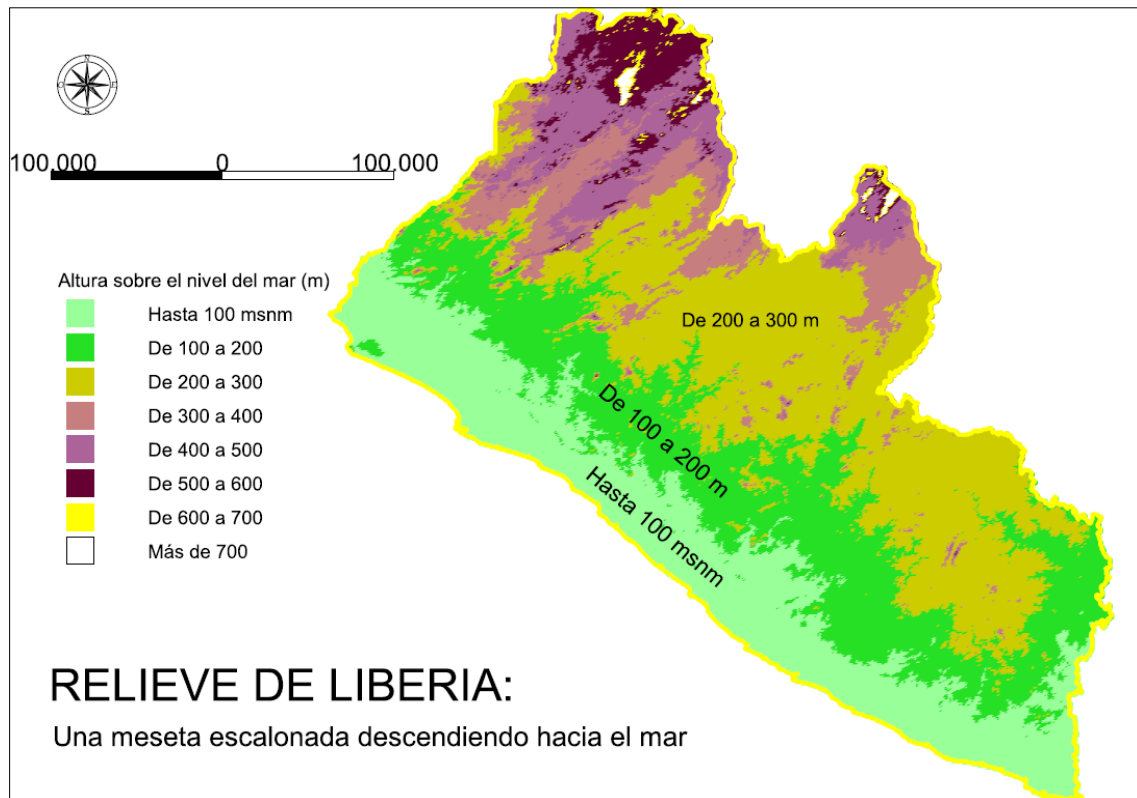 N
O E
S
100,000 0 100,000
Altura sobre el nivel del mar (m)
Hasta 100 msnm
De 100 a 200
De 200 a 300
De 300 a 400
De 400 a 500
De 500 a 600
De 600 a 700
Más de 700
De 200 a 300 m
De 100 a 200 m
Hasta 100 msnm
RELIEVE DE LIBERIA:
Una meseta escalonada descendiendo hacia el mar